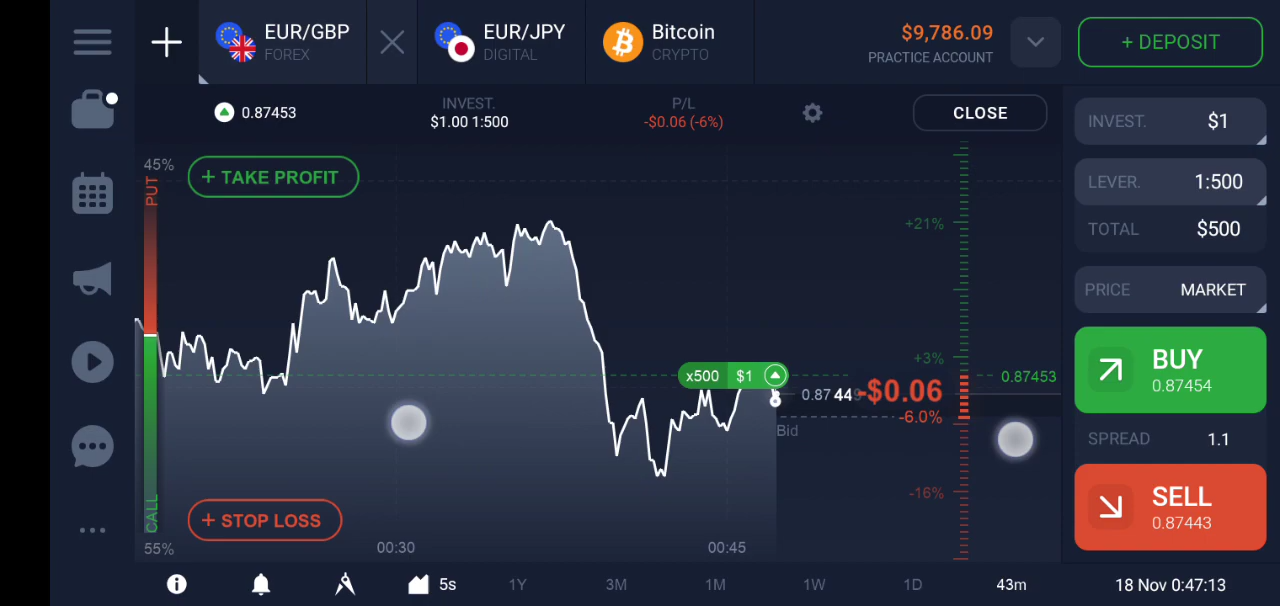 EUR/GBP
FOREX
EUR/JPY
DIGITAL
Bitcoin
CRYPTO
$9,786.09
PRACTICE ACCOUNT
+ DEPOSIT
0.87453
INVEST.
$1.00 1:500
P/L
-$0.06 (-6%)
CLOSE
45%
PUT
+ TAKE PROFIT
+21%
+3%
x500 $1
0.87453
0.87449
-$0.06
-6.0%
Bid
-16%
CALL
+ STOP LOSS
55%
00:30
00:45
INVEST. $1
LEVER. 1:500
TOTAL $500
PRICE MARKET
BUY
0.87454
SPREAD 1.1
SELL
0.87443
5s 1Y 3M 1M 1W 1D 43m 18 Nov 0:47:13